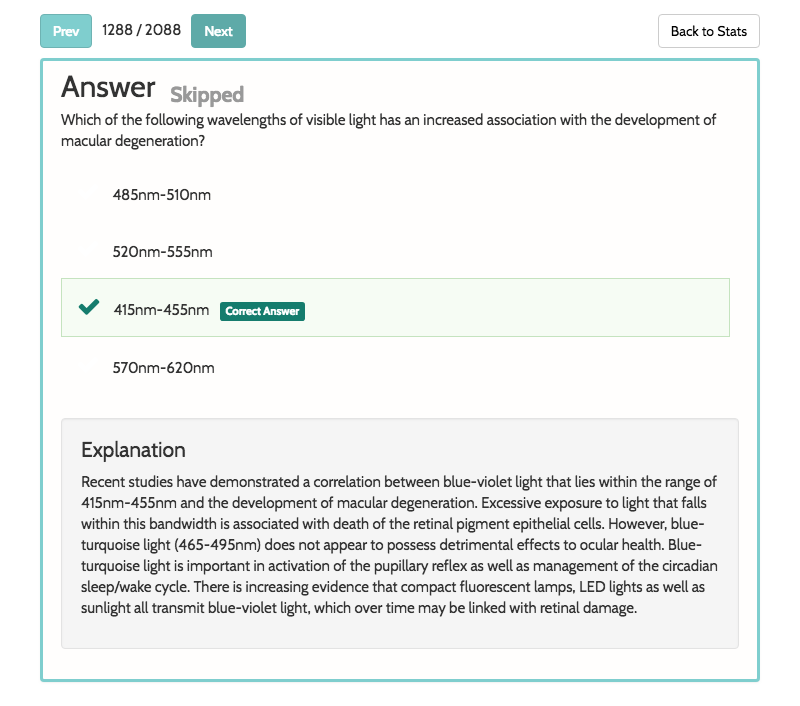 Prev 1288 / 2088 Next Back to Stats
Answer Skipped
Which of the following wavelengths of visible light has an increased association with the development of
macular degeneration?
485nm-510nm
520nm-555nm
415nm-455nm Correct Answer
570nm-620nm
Explanation
Recent studies have demonstrated a correlation between blue-violet light that lies within the range of
415nm-455nm and the development of macular degeneration. Excessive exposure to light that falls
within this bandwidth is associated with death of the retinal pigment epithelial cells. However, blue-
turquoise light (465-495nm) does not appear to possess detrimental effects to ocular health. Blue-
turquoise light is important in activation of the pupillary reflex as well as management of the circadian
sleep/wake cycle. There is increasing evidence that compact fluorescent lamps, LED lights as well as
sunlight all transmit blue-violet light, which over time may be linked with retinal damage.